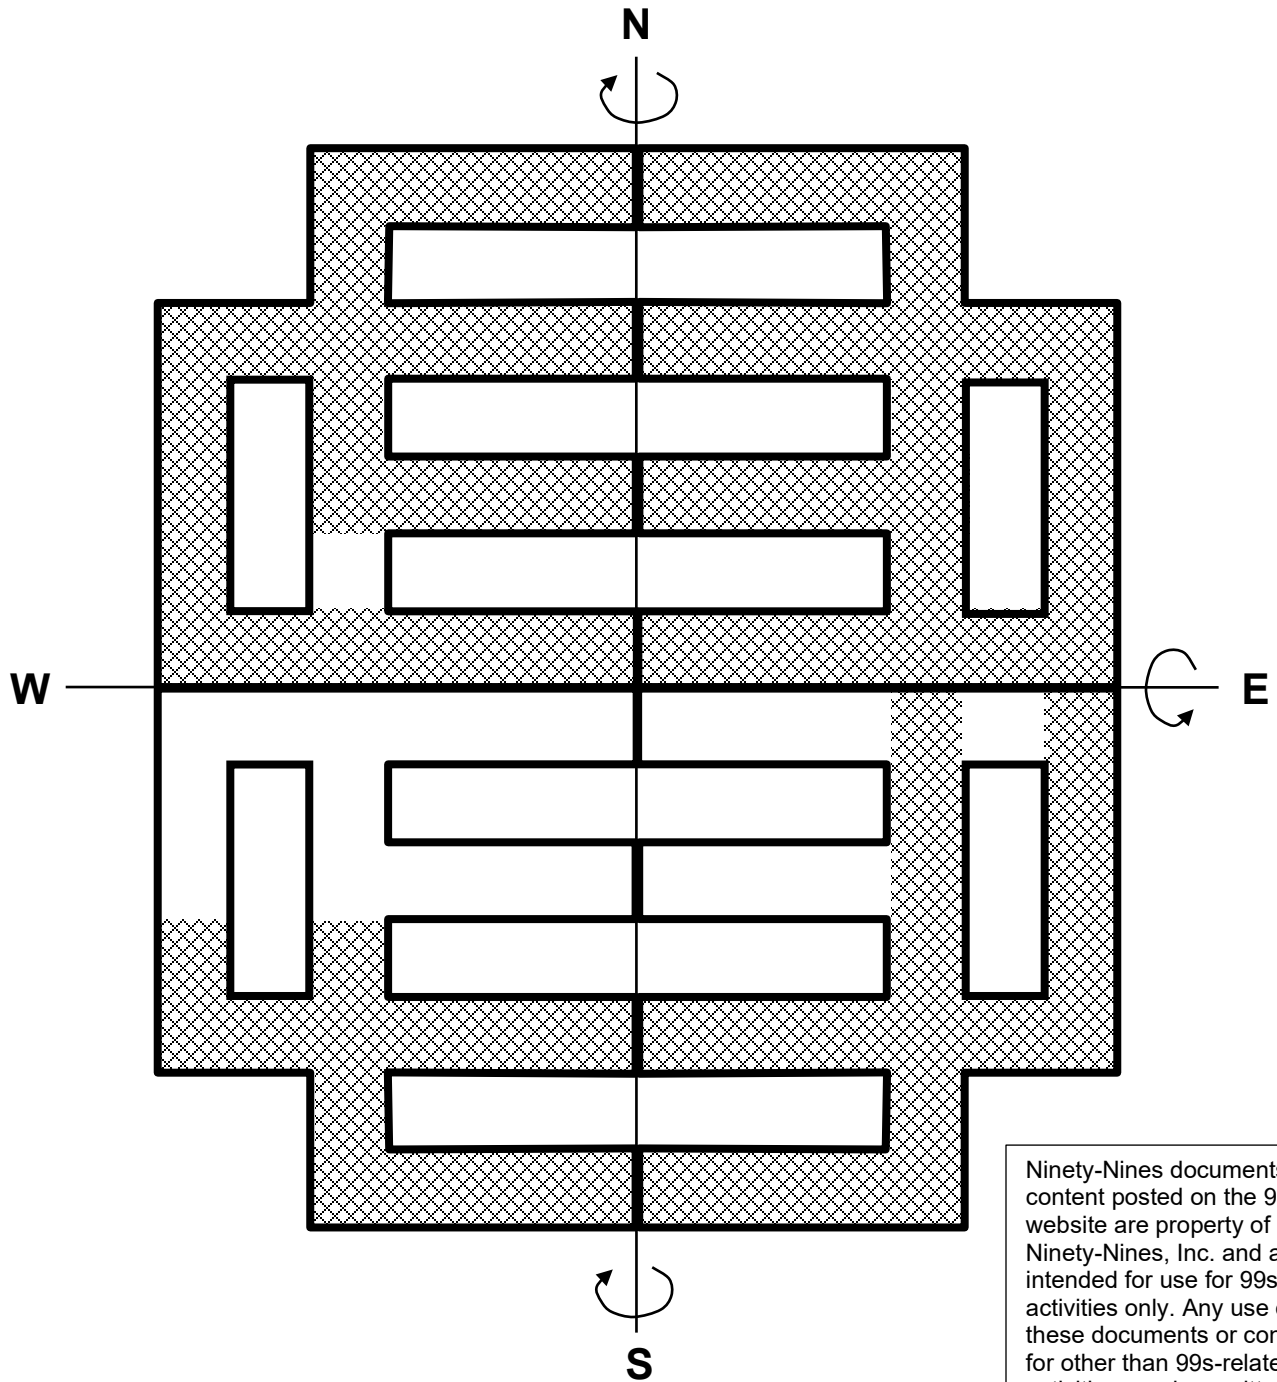 N
W
E
Ninety-Nines documents
content posted on the 9
website are property of
Ninety-Nines, Inc. and a
intended for use for 99s
activities only. Any use
these documents or con
for other than 99s-relate
S